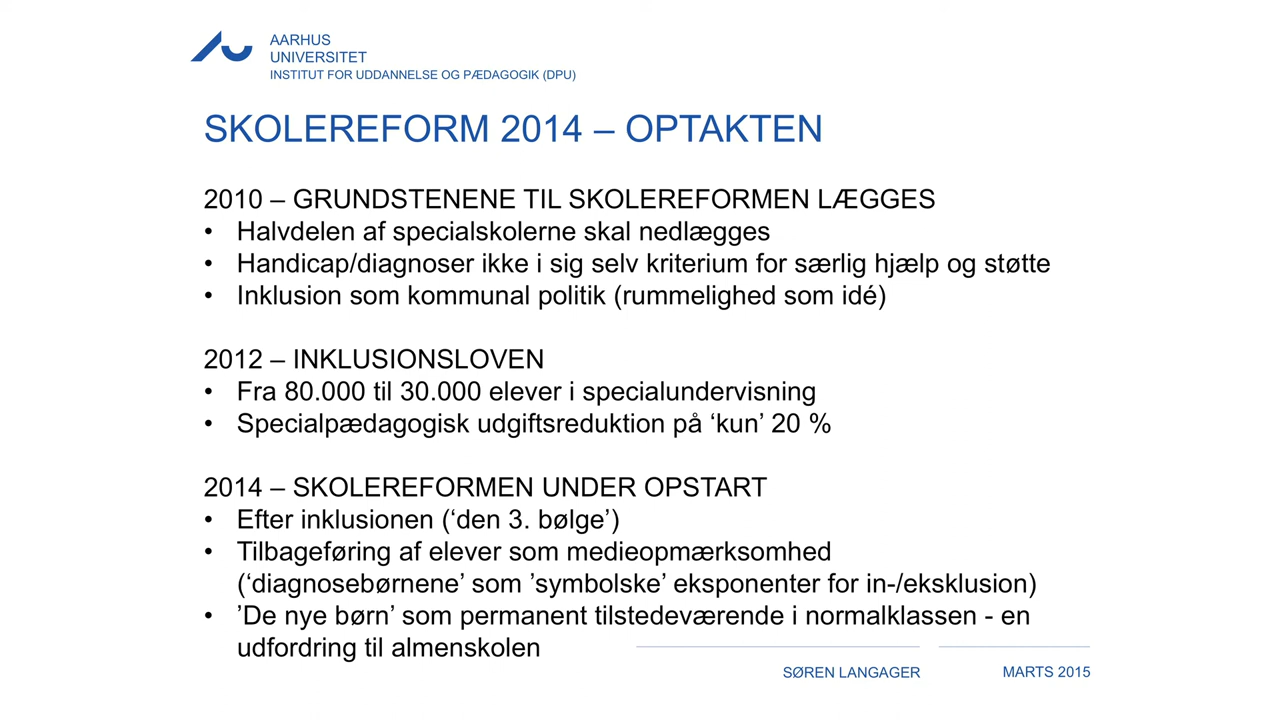 AARHUS
UNIVERSITET
INSTITUT FOR UDDANNELSE OG PÆDAGOGIK (DPU)
SKOLEREFORM 2014 – OPTAKTEN
2010 – GRUNDSTENENE TIL SKOLEREFORMEN LÆGGES
• Halvdelen af specialskolerne skal nedlægges
• Handicap/diagnoser ikke i sig selv kriterium for særlig hjælp og støtte
• Inklusion som kommunal politik (rummelighed som idé)
2012 – INKLUSIONSLOVEN
• Fra 80.000 til 30.000 elever i specialundervisning
• Specialpædagogisk udgiftsreduktion på ‘kun’ 20 %
2014 – SKOLEREFORMEN UNDER OPSTART
• Efter inklusionen (‘den 3. bølge’)
• Tilbageføring af elever som medieopmærksomhed
(‘diagnosebørnene’ som ’symbolske’ eksponenter for in-/eksklusion)
• ’De nye børn’ som permanent tilstedeværende i normalklassen - en
udfordring til almenskolen
SØREN LANGAGER
MARTS 2015